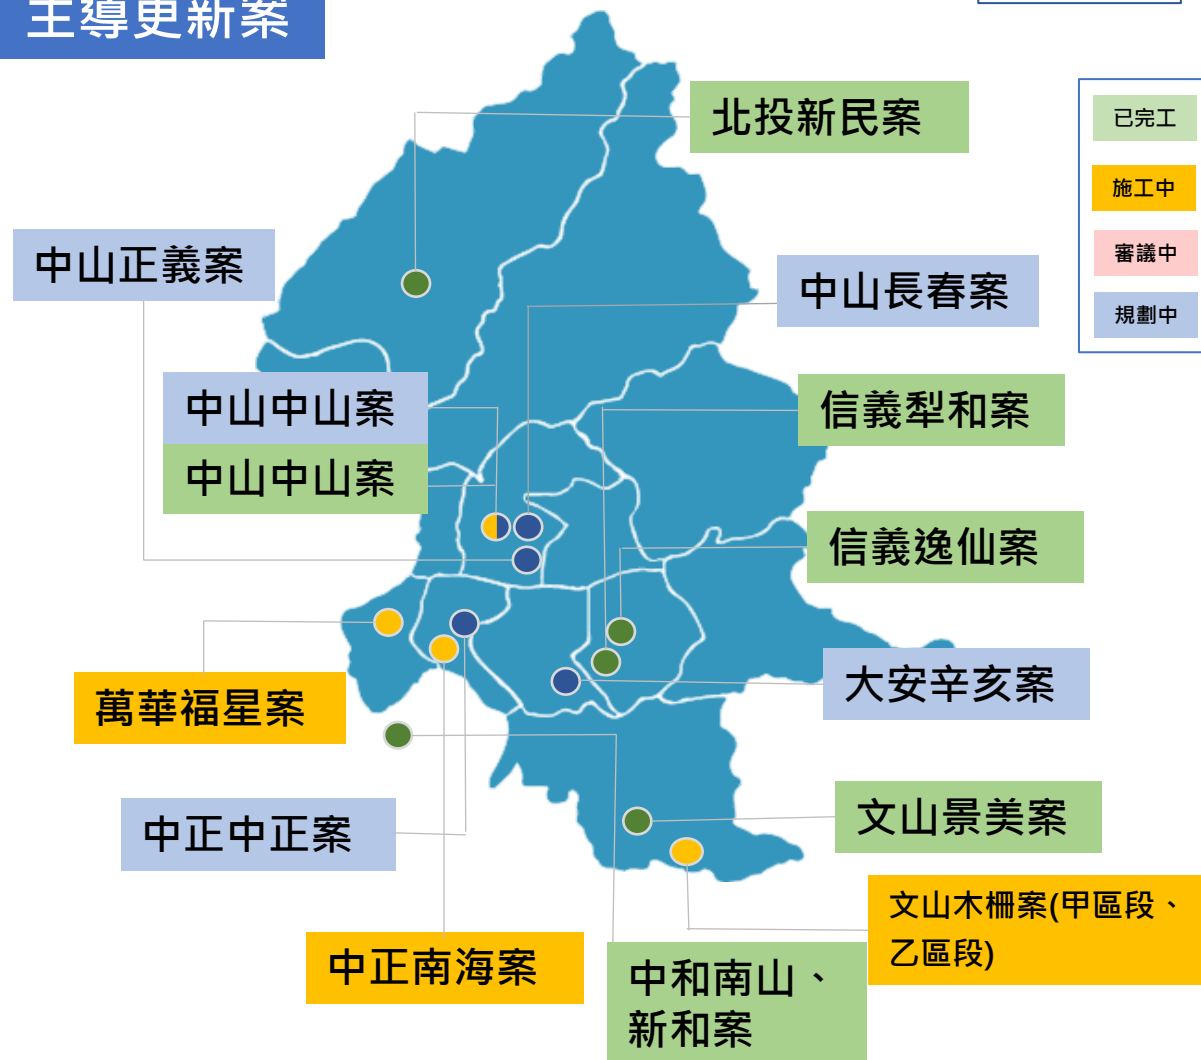 主導更新案
北投新民案
已完工
施工中
審議中
規劃中
中山正義案
中山長春案
中山中山案
中山中山案
信義犁和案
信義逸仙案
大安辛亥案
萬華福星案
中正中正案
文山景美案
文山木柵案(甲區段、
乙區段)
中正南海案
中和南山、
新和案